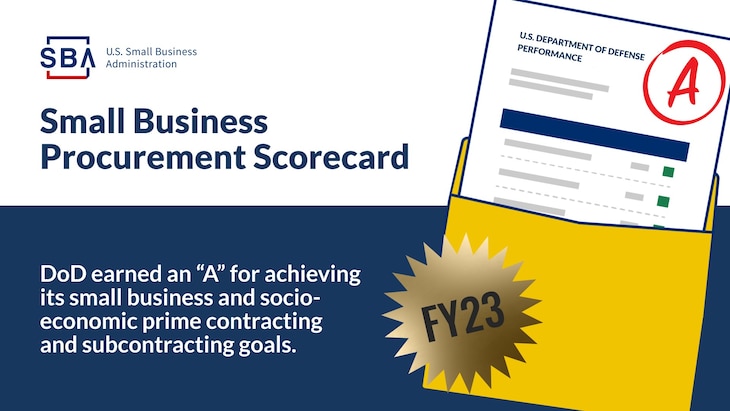 SBA
U.S. Small Business
Administration
Small Business
Procurement Scorecard
DoD earned an “A” for achieving
its small business and socio-
economic prime contracting
and subcontracting goals.
U.S. DEPARTMENT OF DEFENSE
PERFORMANCE
A
FY23